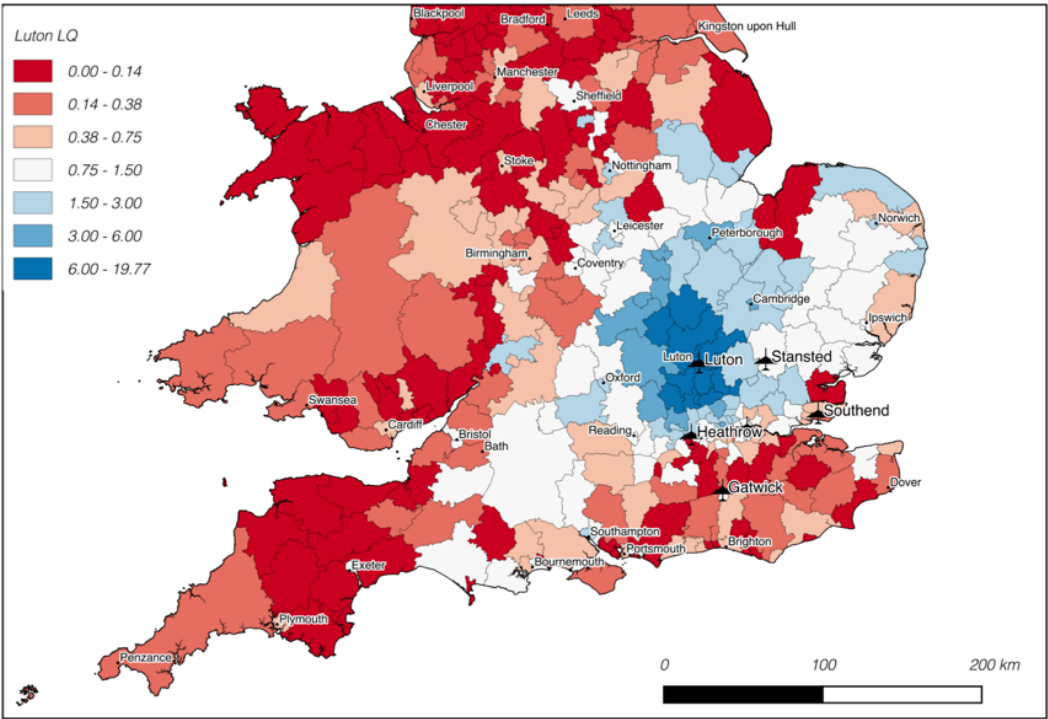 Blackpool
Bradford
Leeds
Kingston upon Hull
Luton LQ
0.00 - 0.14
0.14 - 0.38
0.38 - 0.75
0.75 - 1.50
1.50 - 3.00
3.00 - 6.00
6.00 - 19.77
Manchester
Liverpool
Sheffield
Chester
Stoke
Nottingham
Norwich
Leicester
Peterborough
Birmingham
Coventry
Cambridge
Ipswich
Luton
Luton
Stansted
Oxford
Swansea
Southend
Cardiff
Bristol
Reading
Heathrow
Bath
Gatwick
Dover
Southampton
Portsmouth
Brighton
Exeter
Bournemouth
Plymouth
Penzance
0
100
200 km